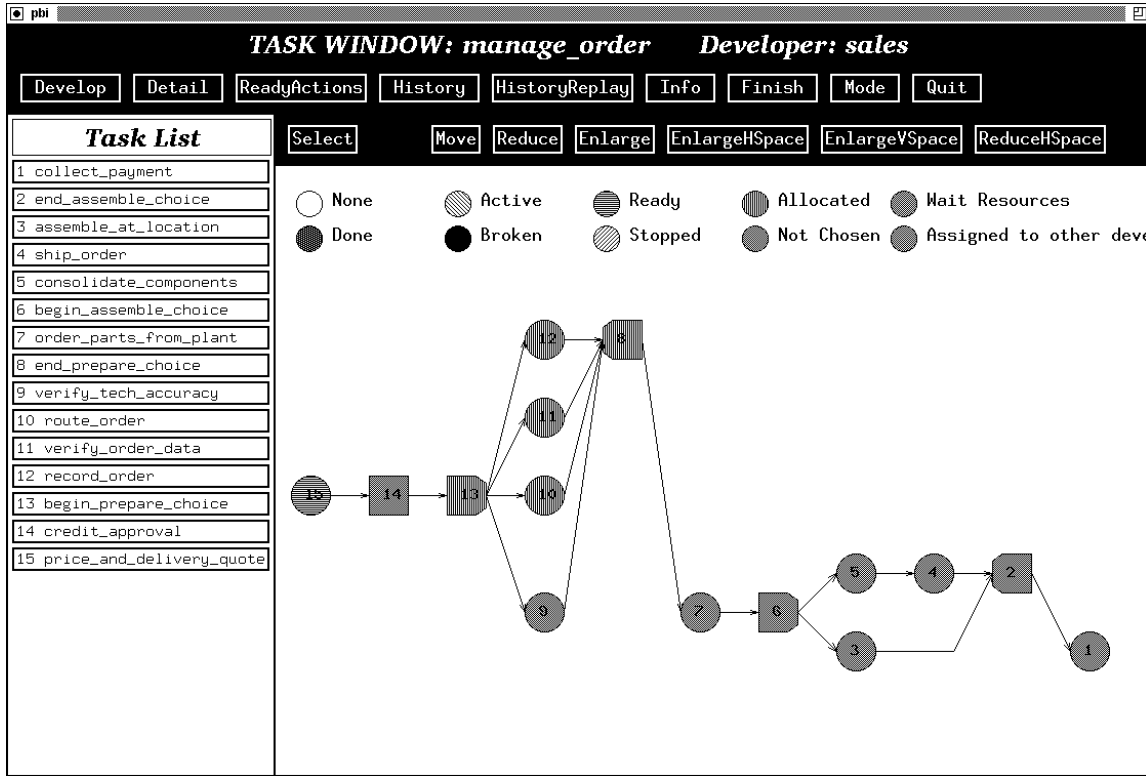 pbi
TASK WINDOW: manage_order Developer: sales
Develop Detail ReadyActions History HistoryReplay Info Finish Mode Quit
Task List
Select Move Reduce Enlarge EnlargeHSpace EnlargeVSpace ReduceHSpace
1 collect_payment
2 end_assemble_choice
3 assemble_at_location
4 ship_order
5 consolidate_components
6 begin_assemble_choice
7 order_parts_from_plant
8 end_prepare_choice
9 verify_tech_accuracy
10 route_order
11 verify_order_data
12 record_order
13 begin_prepare_choice
14 credit_approval
15 price_and_delivery_quote
None Active Ready Allocated Wait Resources
Done Broken Stopped Not Chosen Assigned to other deve
12 8
11
15 14 13 10
9
5 4 2
7 6
3 1